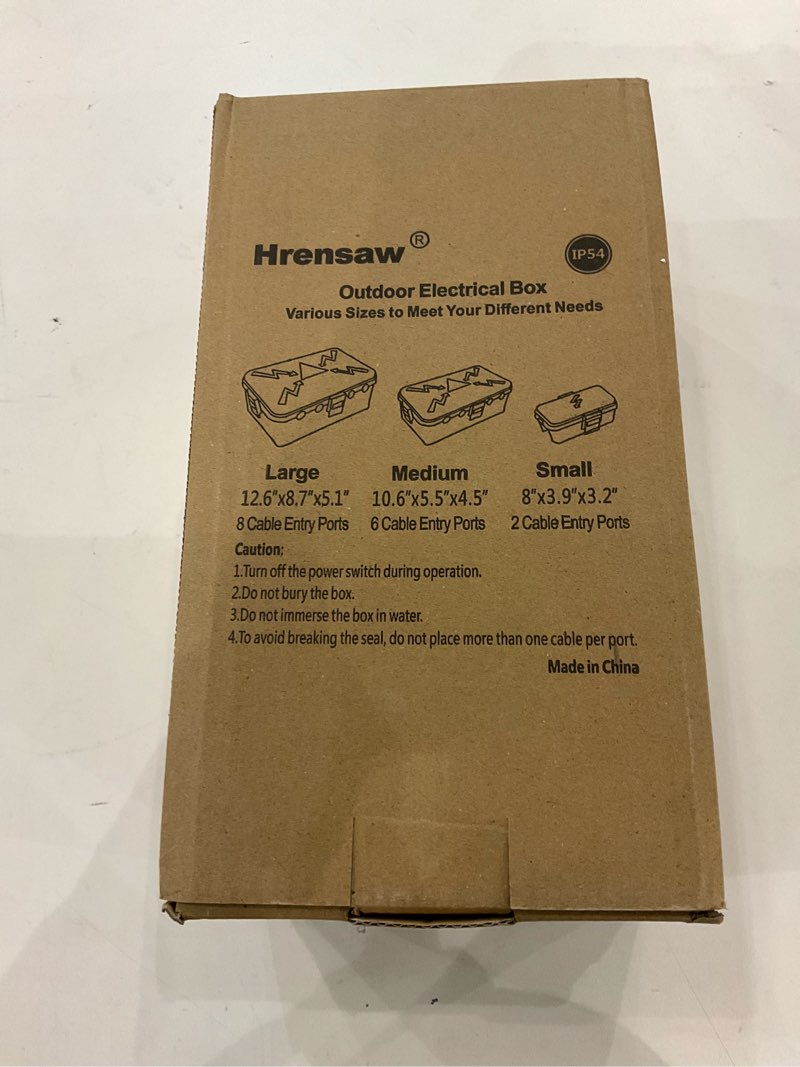 Hrensaw®
IP54
Outdoor Electrical Box
Various Sizes to Meet Your Different Needs
Large Medium Small
12.6"x8.7"x5.1" 10.6"x5.5"x4.5" 8"x3.9"x3.2"
8 Cable Entry Ports 6 Cable Entry Ports 2 Cable Entry Ports
Caution:
1.Turn off the power switch during operation.
2.Do not bury the box.
3.Do not immerse the box in water.
4.To avoid breaking the seal, do not place more than one cable per port.
Made in China